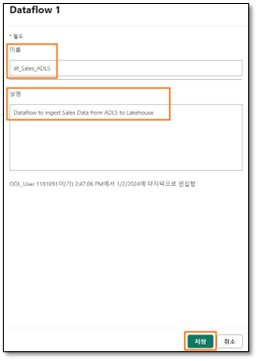 Dataflow 1
* 필요
이름
df_Sales_ADLS
설명
Dataflow to ingest Sales Data from ADLS to Lakehouse
ODL_User 1181091이(가) 2:47:06 PM에서 1/2/2024에 마지막으로 편집함
저장
취소